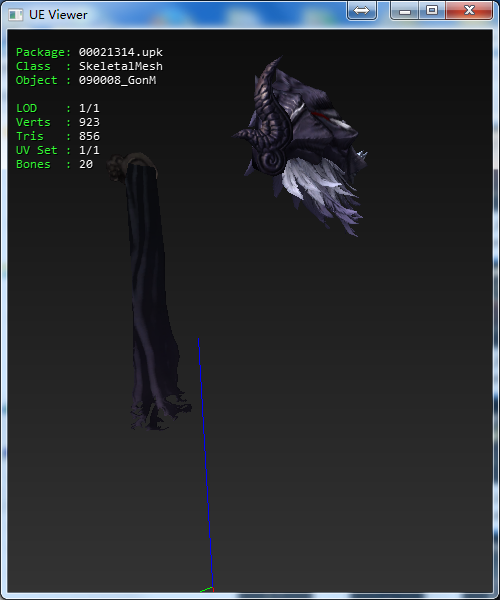 UE Viewer
Package: 00021314.upk
Class : SkeletalMesh
Object : 090008_GonM
LOD : 1/1
Verts : 923
Tris : 856
UV Set : 1/1
Bones : 20